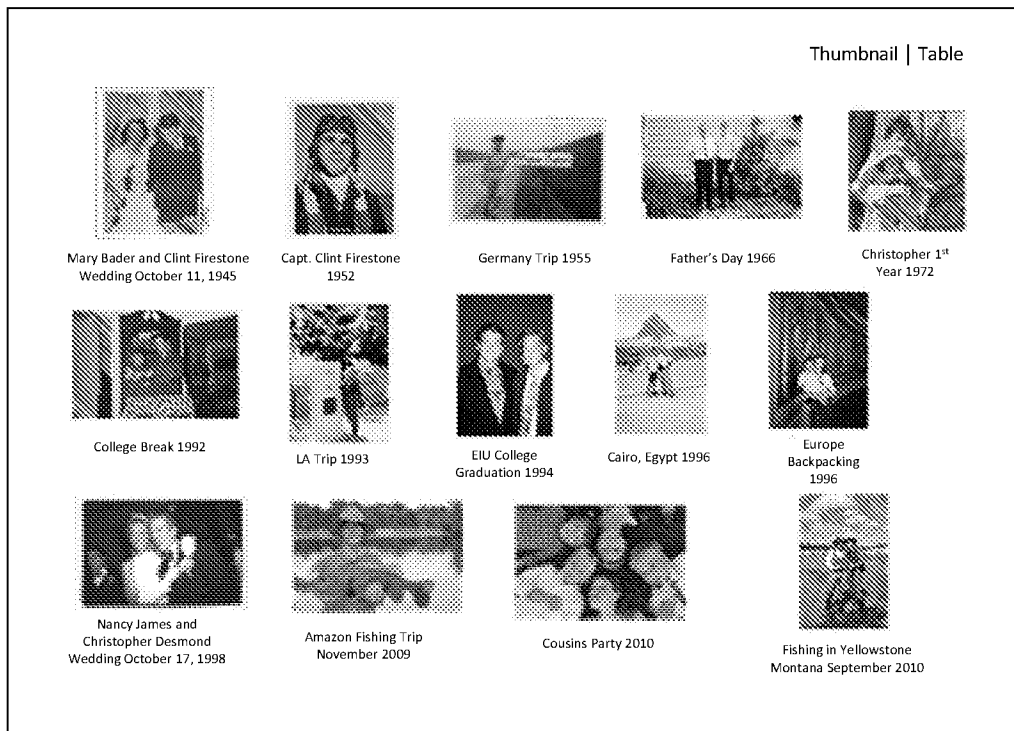 Thumbnail | Table
Mary Bader and Clint Firestone
Wedding October 11, 1945
Capt. Clint Firestone
1952
Germany Trip 1955
Father's Day 1966
Christopher 1st
Year 1972
College Break 1992
LA Trip 1993
EIU College
Graduation 1994
Cairo, Egypt 1996
Europe
Backpacking
1996
Nancy James and
Christopher Desmond
Wedding October 17, 1998
Amazon Fishing Trip
November 2009
Cousins Party 2010
Fishing in Yellowstone
Montana September 2010